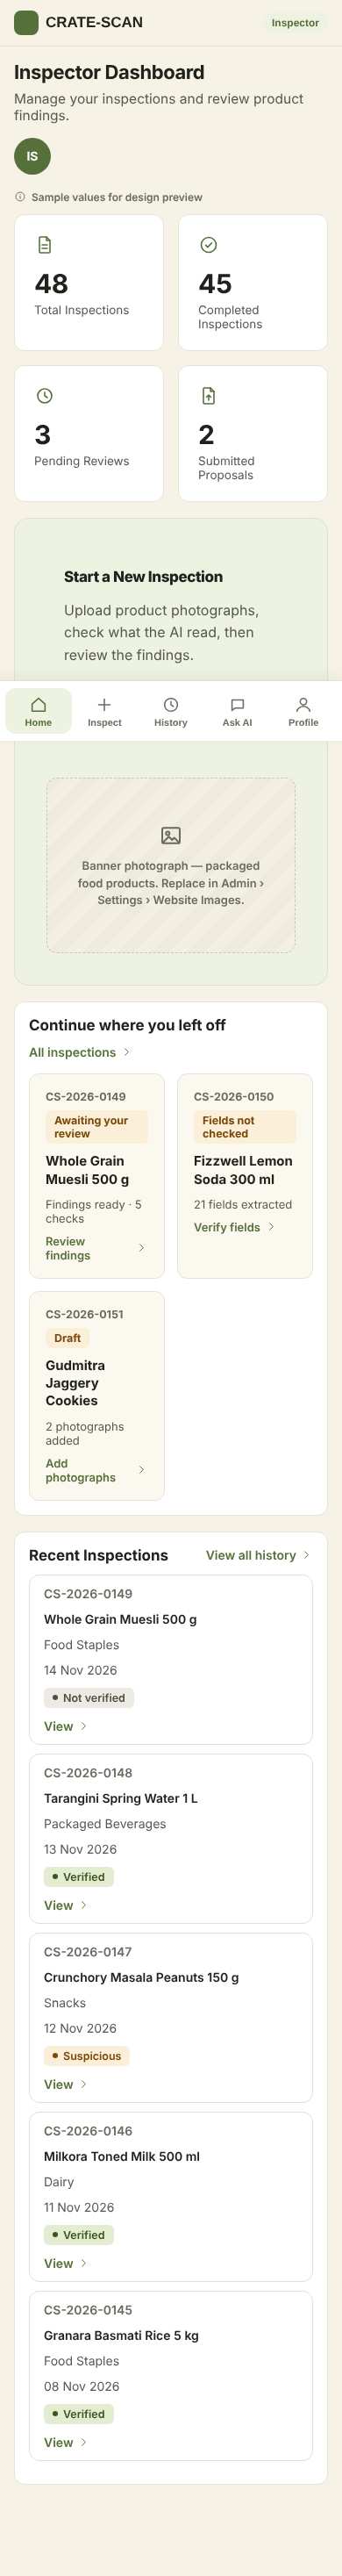 CRATE-SCAN
Inspector
Inspector Dashboard
Manage your inspections and review product
findings.
IS
Sample values for design preview
48
Total Inspections
45
Completed
Inspections
3
Pending Reviews
2
Submitted
Proposals
Start a New Inspection
Upload product photographs,
check what the AI read, then
review the findings.
Home
Inspect
History
Ask AI
Profile
Banner photograph — packaged
food products. Replace in Admin ›
Settings › Website Images.
Continue where you left off
All inspections
CS-2026-0149
Awaiting your
review
Whole Grain
Muesli 500 g
Findings ready · 5
checks
Review
findings
CS-2026-0150
Fields not
checked
Fizzwell Lemon
Soda 300 ml
21 fields extracted
Verify fields
CS-2026-0151
Draft
Gudmitra
Jaggery
Cookies
2 photographs
added
Add
photographs
Recent Inspections
View all history
CS-2026-0149
Whole Grain Muesli 500 g
Food Staples
14 Nov 2026
Not verified
View
CS-2026-0148
Tarangini Spring Water 1 L
Packaged Beverages
13 Nov 2026
Verified
View
CS-2026-0147
Crunchory Masala Peanuts 150 g
Snacks
12 Nov 2026
Suspicious
View
CS-2026-0146
Milkora Toned Milk 500 ml
Dairy
11 Nov 2026
Verified
View
CS-2026-0145
Granara Basmati Rice 5 kg
Food Staples
08 Nov 2026
Verified
View